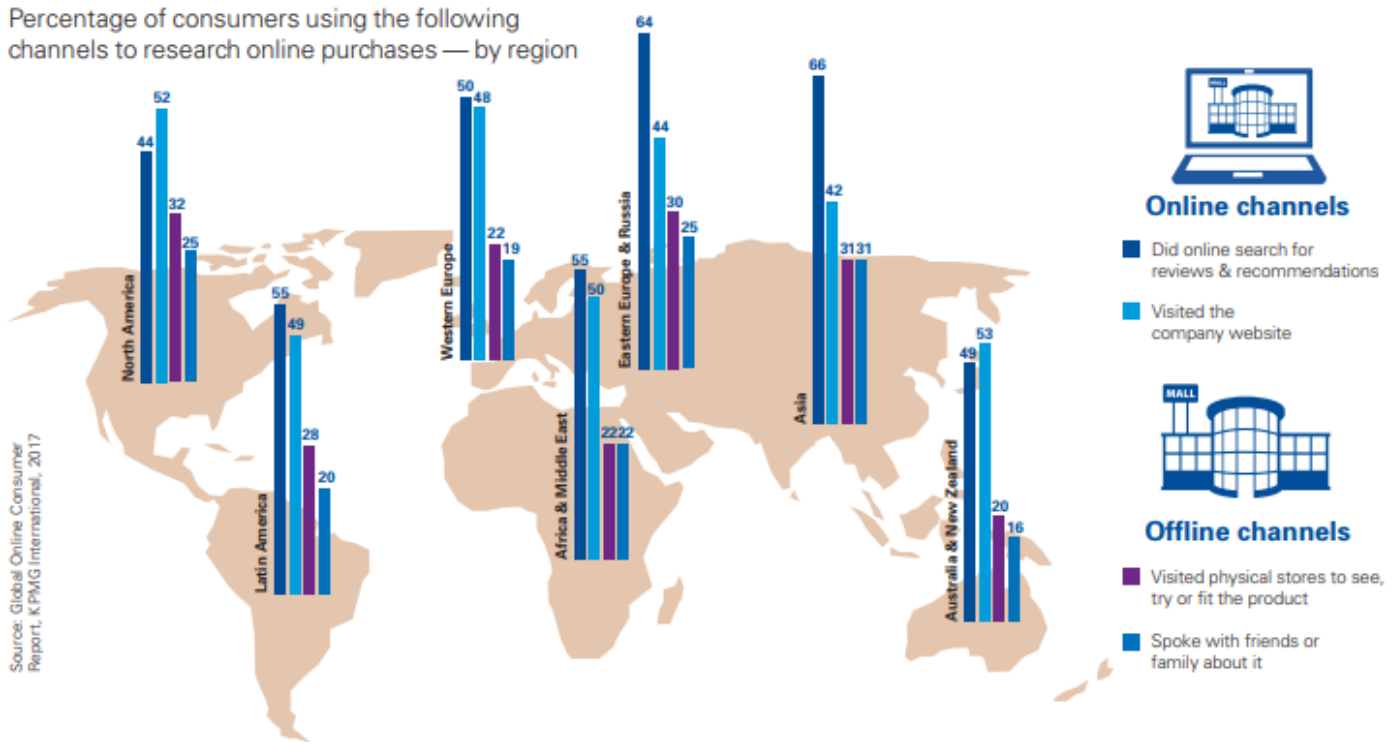 Percentage of consumers using the following
channels to research online purchases — by region
44
52
32
25
North America
55
49
28
20
Latin America
50
48
22
19
Western Europe
55
50
22
22
Africa & Middle East
64
44
30
25
Eastern Europe & Russia
66
42
31
31
Asia
49
53
20
16
Australia & New Zealand
MALL
Online channels
Did online search for
reviews & recommendations
Visited the
company website
MALL
Offline channels
Visited physical stores to see,
try or fit the product
Spoke with friends or
family about it
Source: Global Online Consumer
Report, KPMG International, 2017